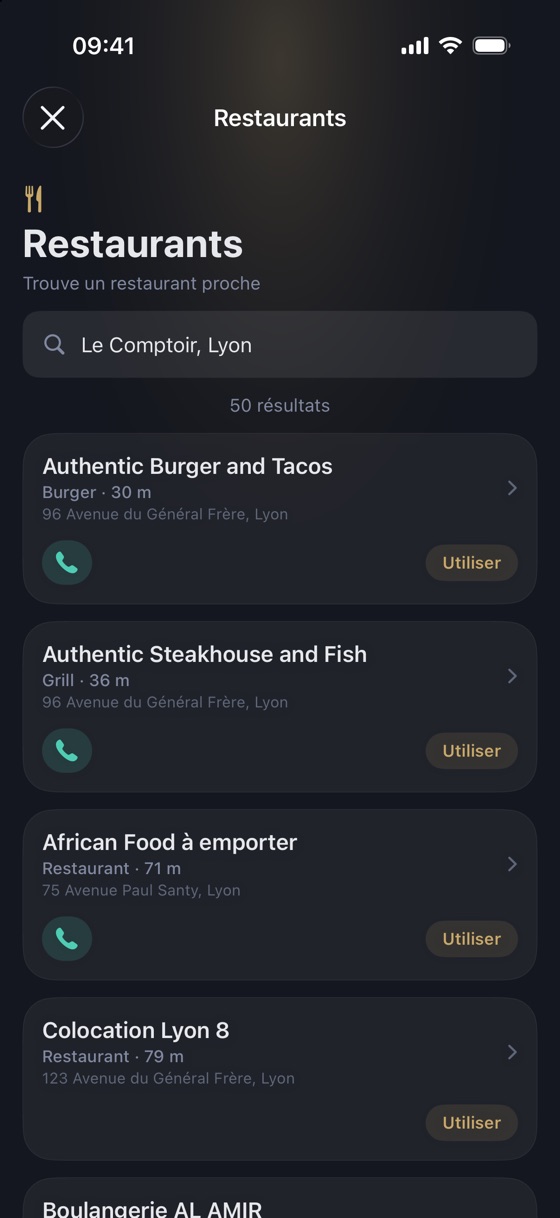 09:41
Restaurants
Restaurants
Trouve un restaurant proche
Le Comptoir, Lyon
50 résultats
Authentic Burger and Tacos
Burger · 30 m
96 Avenue du Général Frère, Lyon
Utiliser
Authentic Steakhouse and Fish
Grill · 36 m
96 Avenue du Général Frère, Lyon
Utiliser
African Food à emporter
Restaurant · 71 m
75 Avenue Paul Santy, Lyon
Utiliser
Colocation Lyon 8
Restaurant · 79 m
123 Avenue du Général Frère, Lyon
Utiliser
Boulangerie AL AMIR